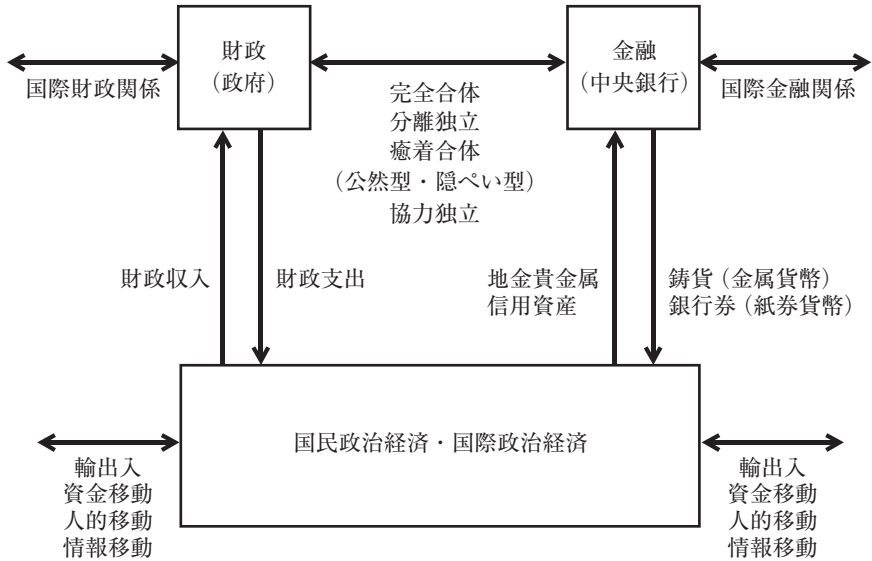 財政
（政府）
金融
（中央銀行）
国際財政関係
国際金融関係
完全合体
分離独立
癒着合体
（公然型・隠ぺい型）
協力独立
財政収入
財政支出
地金貴金属
信用資産
鋳貨（金属貨幣）
銀行券（紙券貨幣）
国民政治経済・国際政治経済
輸出入
資金移動
人的移動
情報移動
輸出入
資金移動
人的移動
情報移動